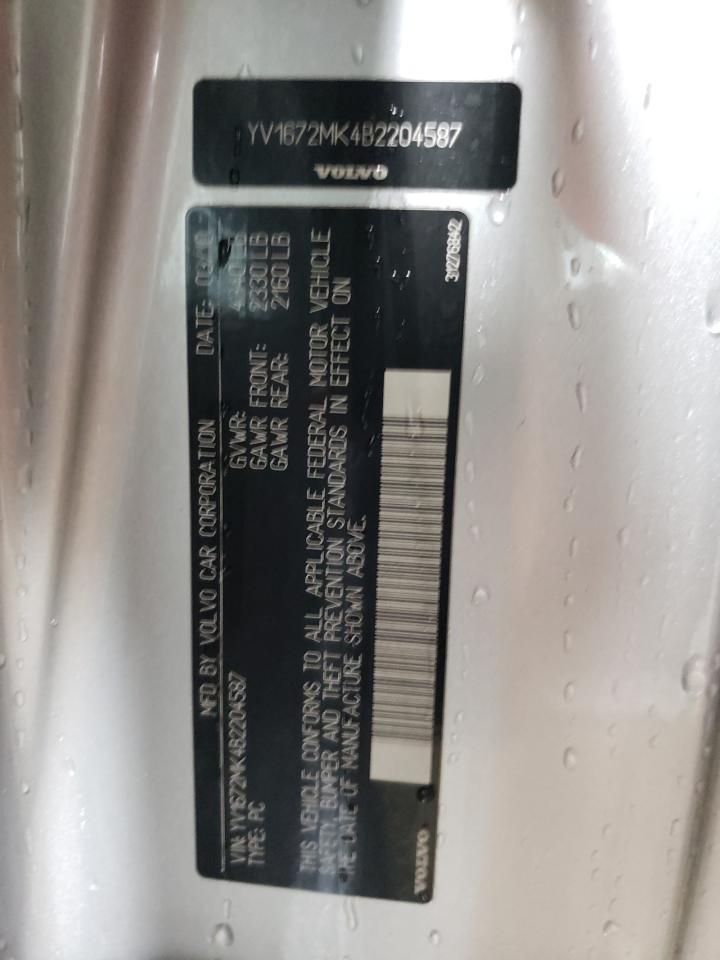 YV1672MK4B2204587
VOLVO
MFD BY VOLVO CAR CORPORATION DATE:
GVWR: LB
GAWR FRONT: 2330 LB
GAWR REAR: 2160 LB
VIN: YV1672MK4B2204587
TYPE: PC
THIS VEHICLE CONFORMS TO ALL APPLICABLE FEDERAL MOTOR VEHICLE
SAFETY, BUMPER AND THEFT PREVENTION STANDARDS IN EFFECT ON
THE DATE OF MANUFACTURE SHOWN ABOVE.
VOLVO
31276842